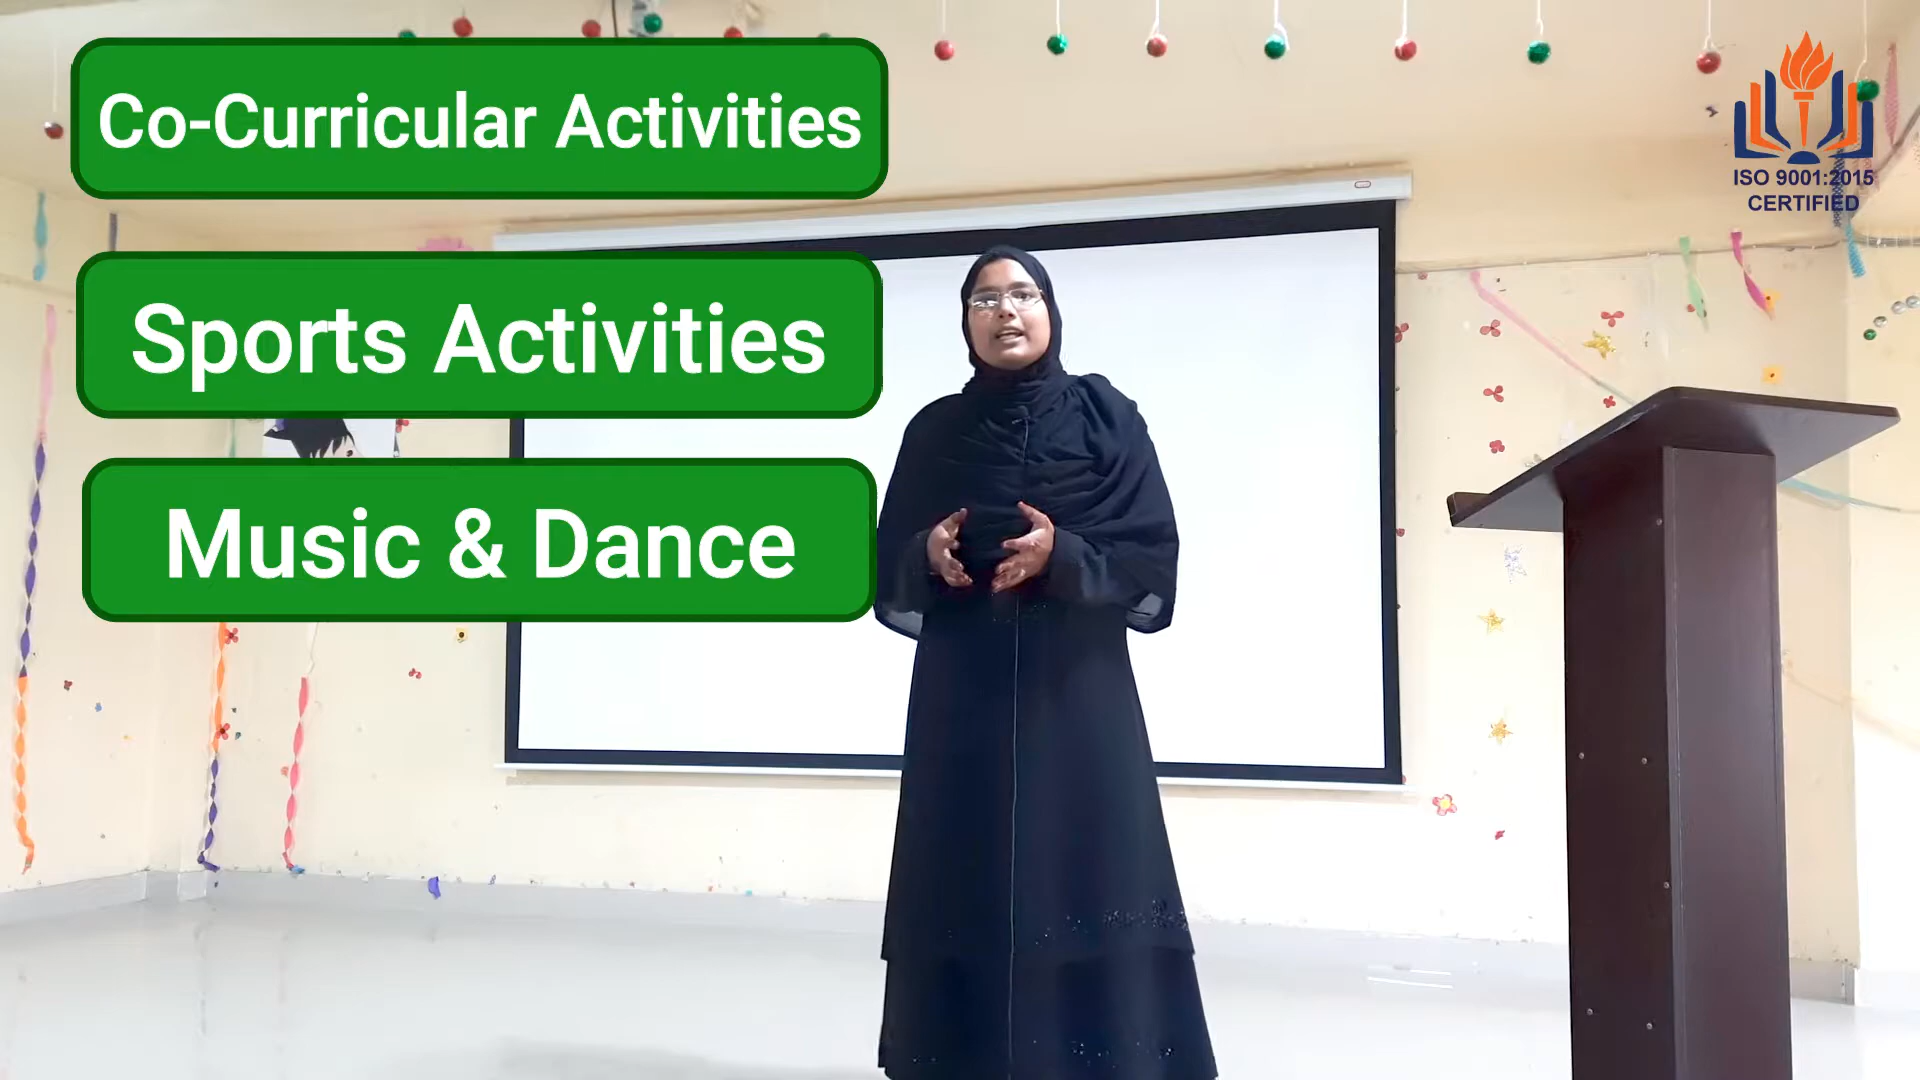 Co-Curricular Activities
Sports Activities
Music & Dance
ISO 9001:2015
CERTIFIED